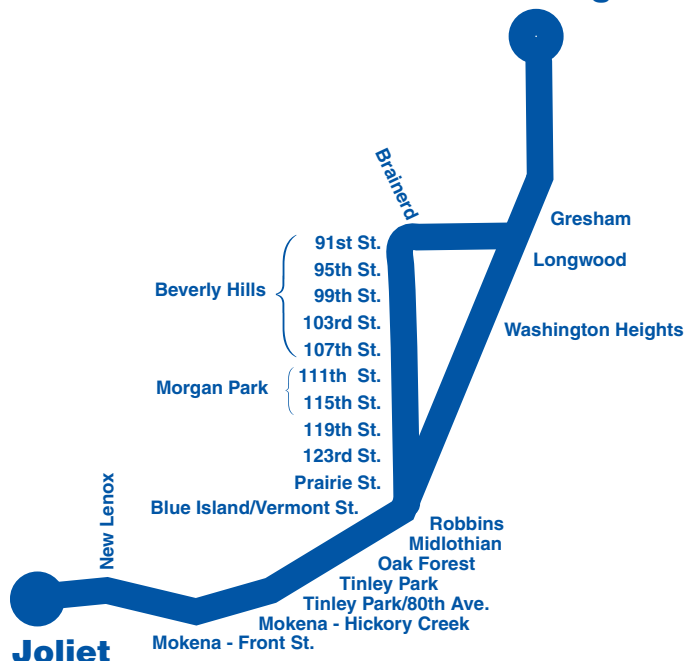 Brainerd
Gresham
91st St.
95th St.
Longwood
Beverly Hills
99th St.
103rd St.
Washington Heights
107th St.
111th St.
Morgan Park
115th St.
119th St.
123rd St.
Prairie St.
Blue Island/Vermont St.
New Lenox
Robbins
Midlothian
Oak Forest
Tinley Park
Tinley Park/80th Ave.
Mokena - Hickory Creek
Mokena - Front St.
Joliet